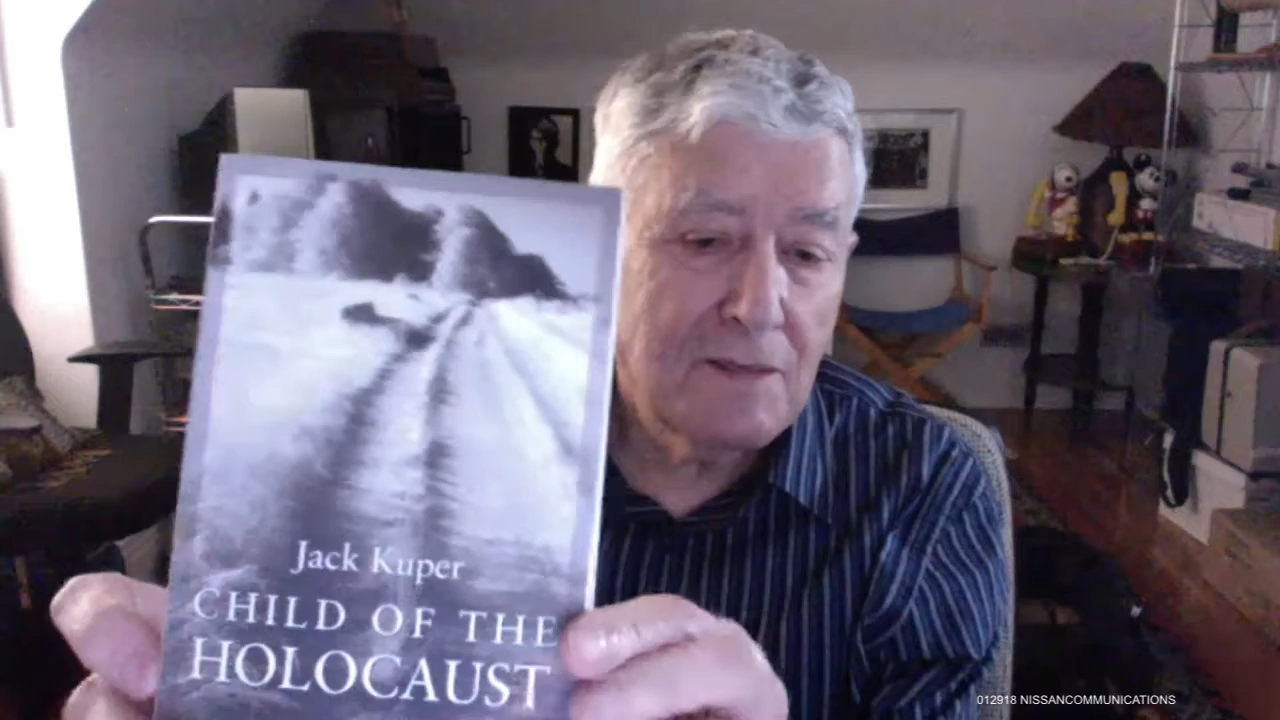 Jack Kuper
CHILD OF THE
HOLOCAUST
012918 NISSANCOMMUNICATIONS